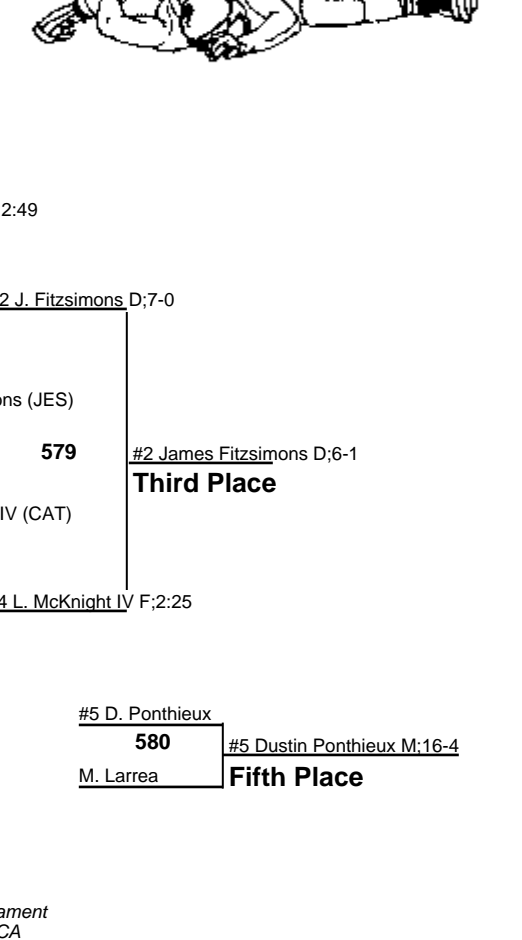 2:49
2 J. Fitzsimons D;7-0
ons (JES)
579
#2 James Fitzsimons D;6-1
Third Place
IV (CAT)
4 L. McKnight IV F;2:25
#5 D. Ponthieux
580
#5 Dustin Ponthieux M;16-4
M. Larrea
Fifth Place
ament
CA